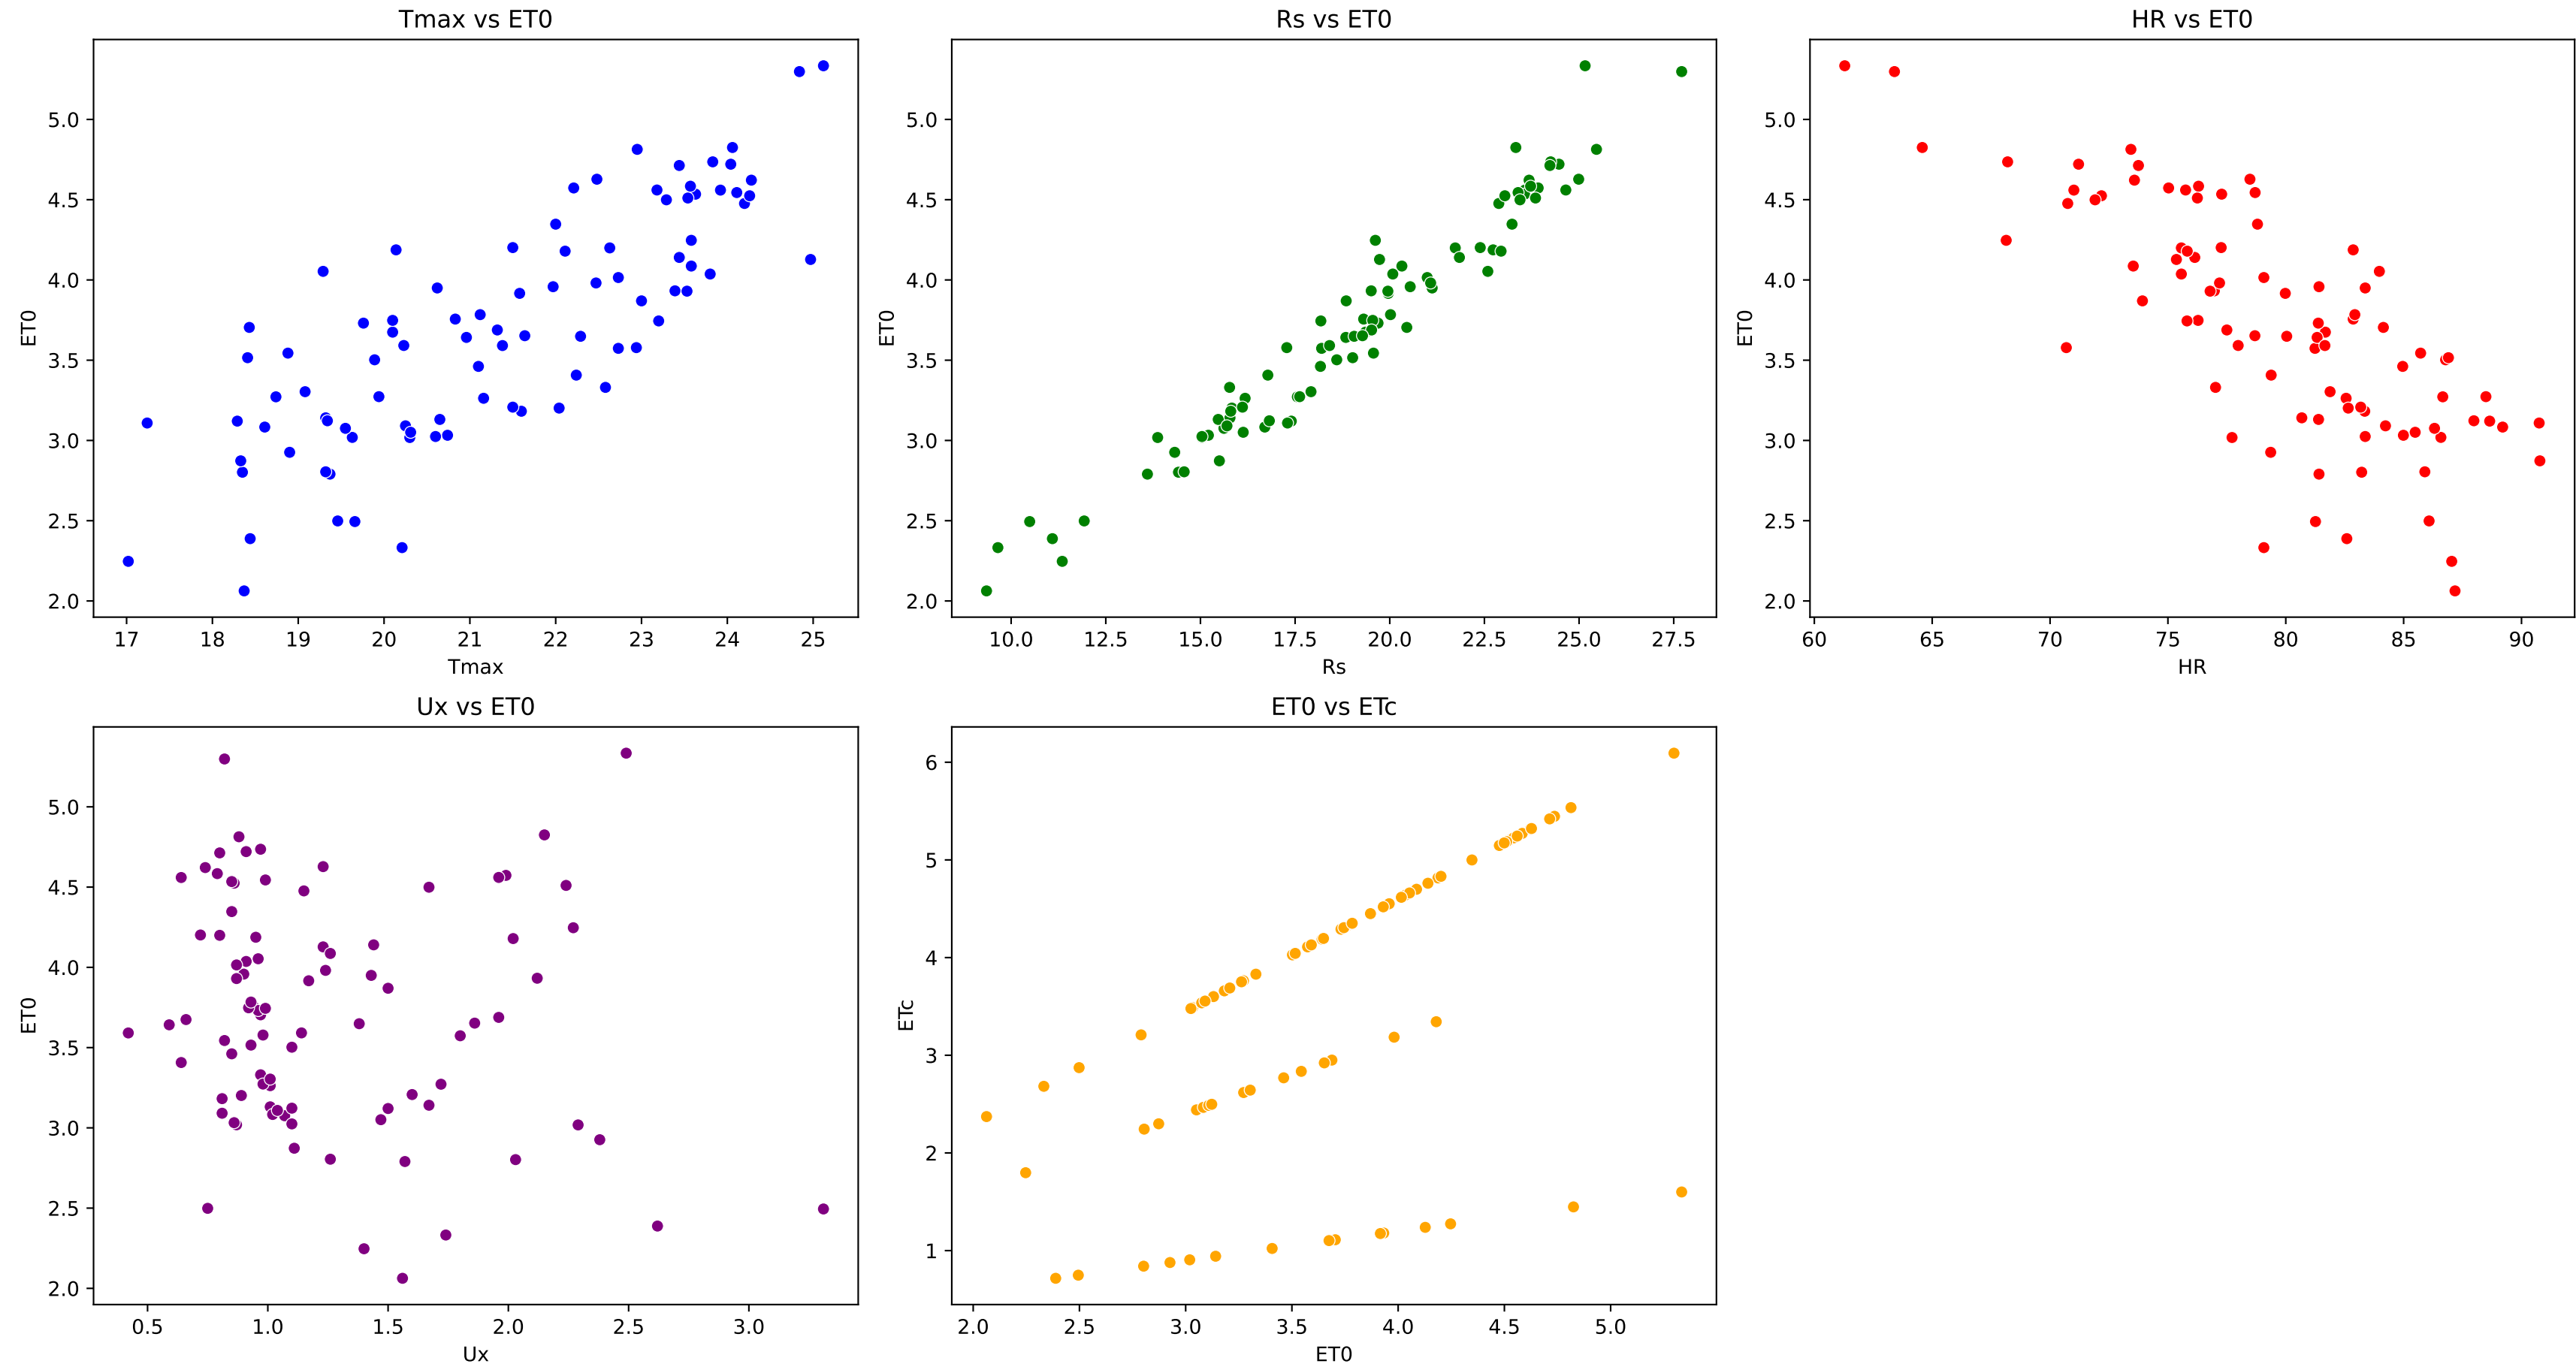 Tmax vs ET0
Rs vs ET0
HR vs ET0
ET0
5.0
4.5
4.0
3.5
3.0
2.5
2.0
17 18 19 20 21 22 23 24 25
Tmax
ET0
5.0
4.5
4.0
3.5
3.0
2.5
2.0
10.0 12.5 15.0 17.5 20.0 22.5 25.0 27.5
Rs
ET0
5.0
4.5
4.0
3.5
3.0
2.5
2.0
60 65 70 75 80 85 90
HR
Ux vs ET0
ET0 vs ETc
ET0
5.0
4.5
4.0
3.5
3.0
2.5
2.0
0.5 1.0 1.5 2.0 2.5 3.0
Ux
ETc
6
5
4
3
2
1
2.0 2.5 3.0 3.5 4.0 4.5 5.0
ET0